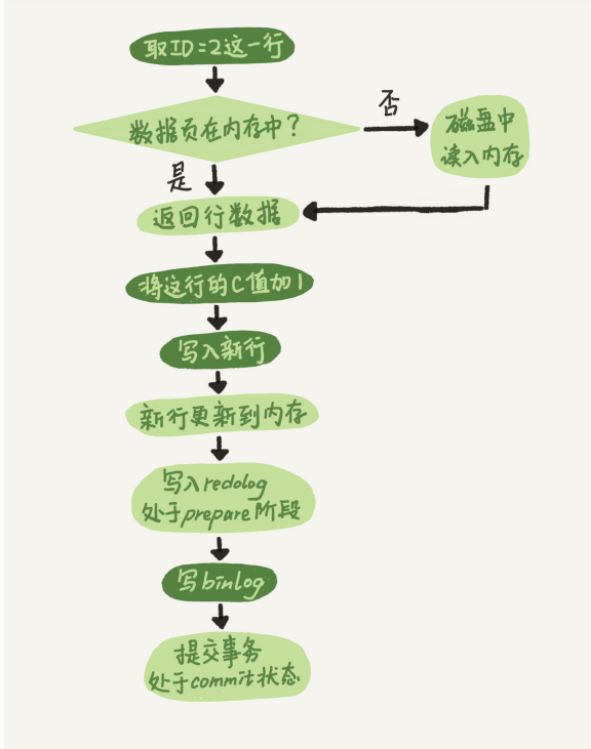 取ID=2这一行
数据页在内存中?
否
磁盘中
读入内存
是
返回行数据
将这行的C值加1
写入新行
新行更新到内存
写入redolog
处于prepare阶段
写binlog
提交事务
处于commit状态